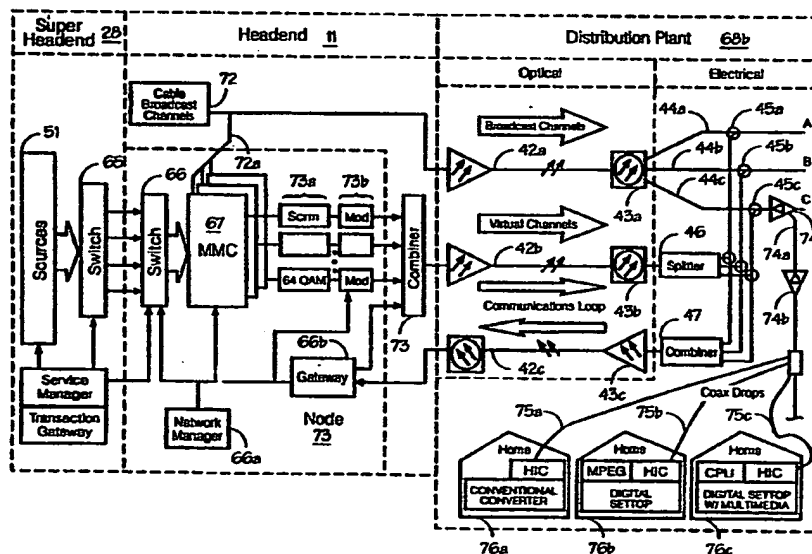 Super Headend 28
Headend 11
Distribution Plant 68b
Optical
Electrical
Cable Broadcast Channels
72
72a
51
65
66
67
MMC
Sources
Switch
Switch
73a
73b
Scrm
Mod
64 QAM
Mod
Combiner
73
66b
Gateway
Node 73
Service Manager
Transaction Gateway
Network Manager
66a
Broadcast Channels
42a
43a
44a
44b
44c
45a
45b
45c
A
B
C
Virtual Channels
42b
43b
46
Splitter
Communications Loop
42c
43c
47
Combiner
74
74a
74b
Coax Drops
75a
75b
75c
Home
HIC
CONVENTIONAL CONVERTER
76a
Home
MPEG
HIC
DIGITAL SETTOP
76b
Home
CPU
HIC
DIGITAL SETTOP W/ MULTIMEDIA
76c